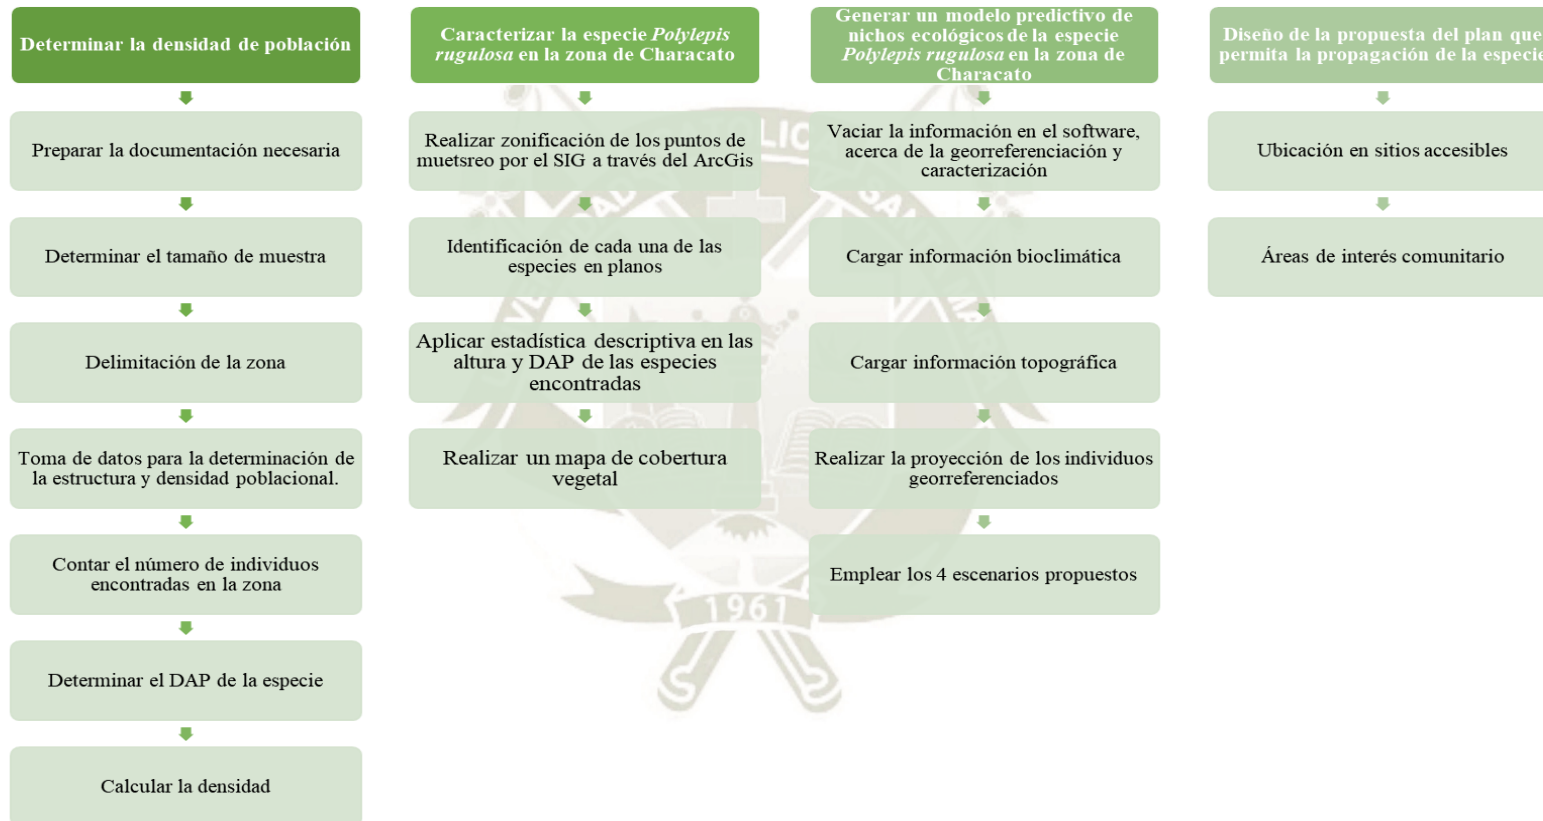 Determinar la densidad de población
Preparar la documentación necesaria
Determinar el tamaño de muestra
Delimitación de la zona
Toma de datos para la determinación de
la estructura y densidad poblacional.
Contar el número de individuos
encontradas en la zona
Determinar el DAP de la especie
Calcular la densidad
Caracterizar la especie Polylepis
rugulosa en la zona de Characato
Realizar zonificación de los puntos de
muetsreo por el SIG a través del ArcGis
Identificación de cada una de las
especies en planos
Aplicar estadística descriptiva en las
altura y DAP de las especies
encontradas
Realizar un mapa de cobertura
vegetal
Generar un modelo predictivo de
nichos ecológicos de la especie
Polylepis rugulosa en la zona de
Characato
Vaciar la información en el software,
acerca de la georreferenciación y
caracterización
Cargar información bioclimática
Cargar información topográfica
Realizar la proyección de los individuos
georreferenciados
Emplear los 4 escenarios propuestos
Diseño de la propuesta del plan que
permita la propagación de la especie
Ubicación en sitios accesibles
Áreas de interés comunitario
1961